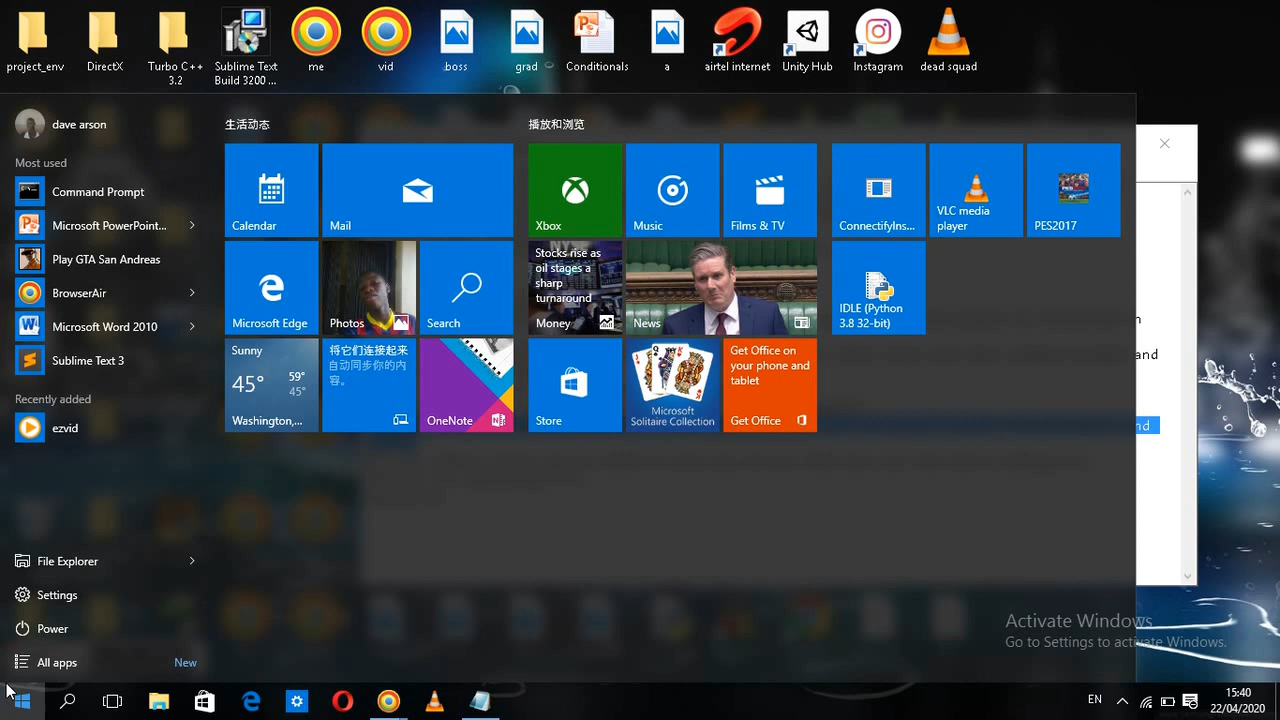 project_env
DirectX
Turbo C++
3.2
Sublime Text
Build 3200 ...
me
vid
boss
grad
Conditionals
a
airtel internet
Unity Hub
Instagram
dead squad
dave arson
Most used
Command Prompt
Microsoft PowerPoint...
Play GTA San Andreas
BrowserAir
Microsoft Word 2010
Sublime Text 3
Recently added
ezvid
File Explorer
Settings
Power
All apps
New
生活动态
Calendar
Mail
Microsoft Edge
Photos
Search
Sunny
45°
59°
45°
Washington,...
将它们连接起来
自动同步你的内
容。
OneNote
播放和浏览
Xbox
Music
Films & TV
Stocks rise as
oil stages a
sharp
turnaround
Money
News
Store
Microsoft
Solitaire Collection
Get Office on
your phone and
tablet
Get Office
ConnectifyIns...
VLC media
player
PES2017
IDLE (Python
3.8 32-bit)
and
Activate Windows
Go to Settings to activate Windows.
EN
15:40
22/04/2020